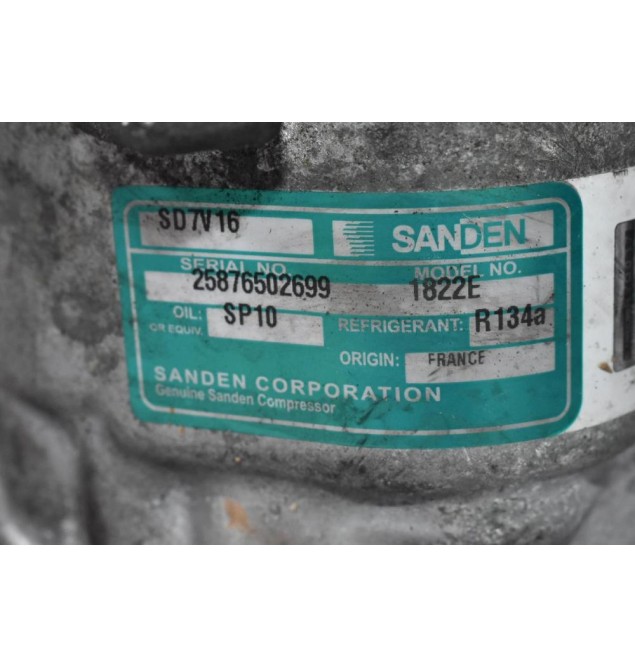 SD7V16 SANDEN
SERIAL NO. MODEL NO.
25876502699 1822E
OIL: SP10 REFRIGERANT: R134a
OR EQUIV.
ORIGIN: FRANCE
SANDEN CORPORATION
Genuine Sanden Compressor